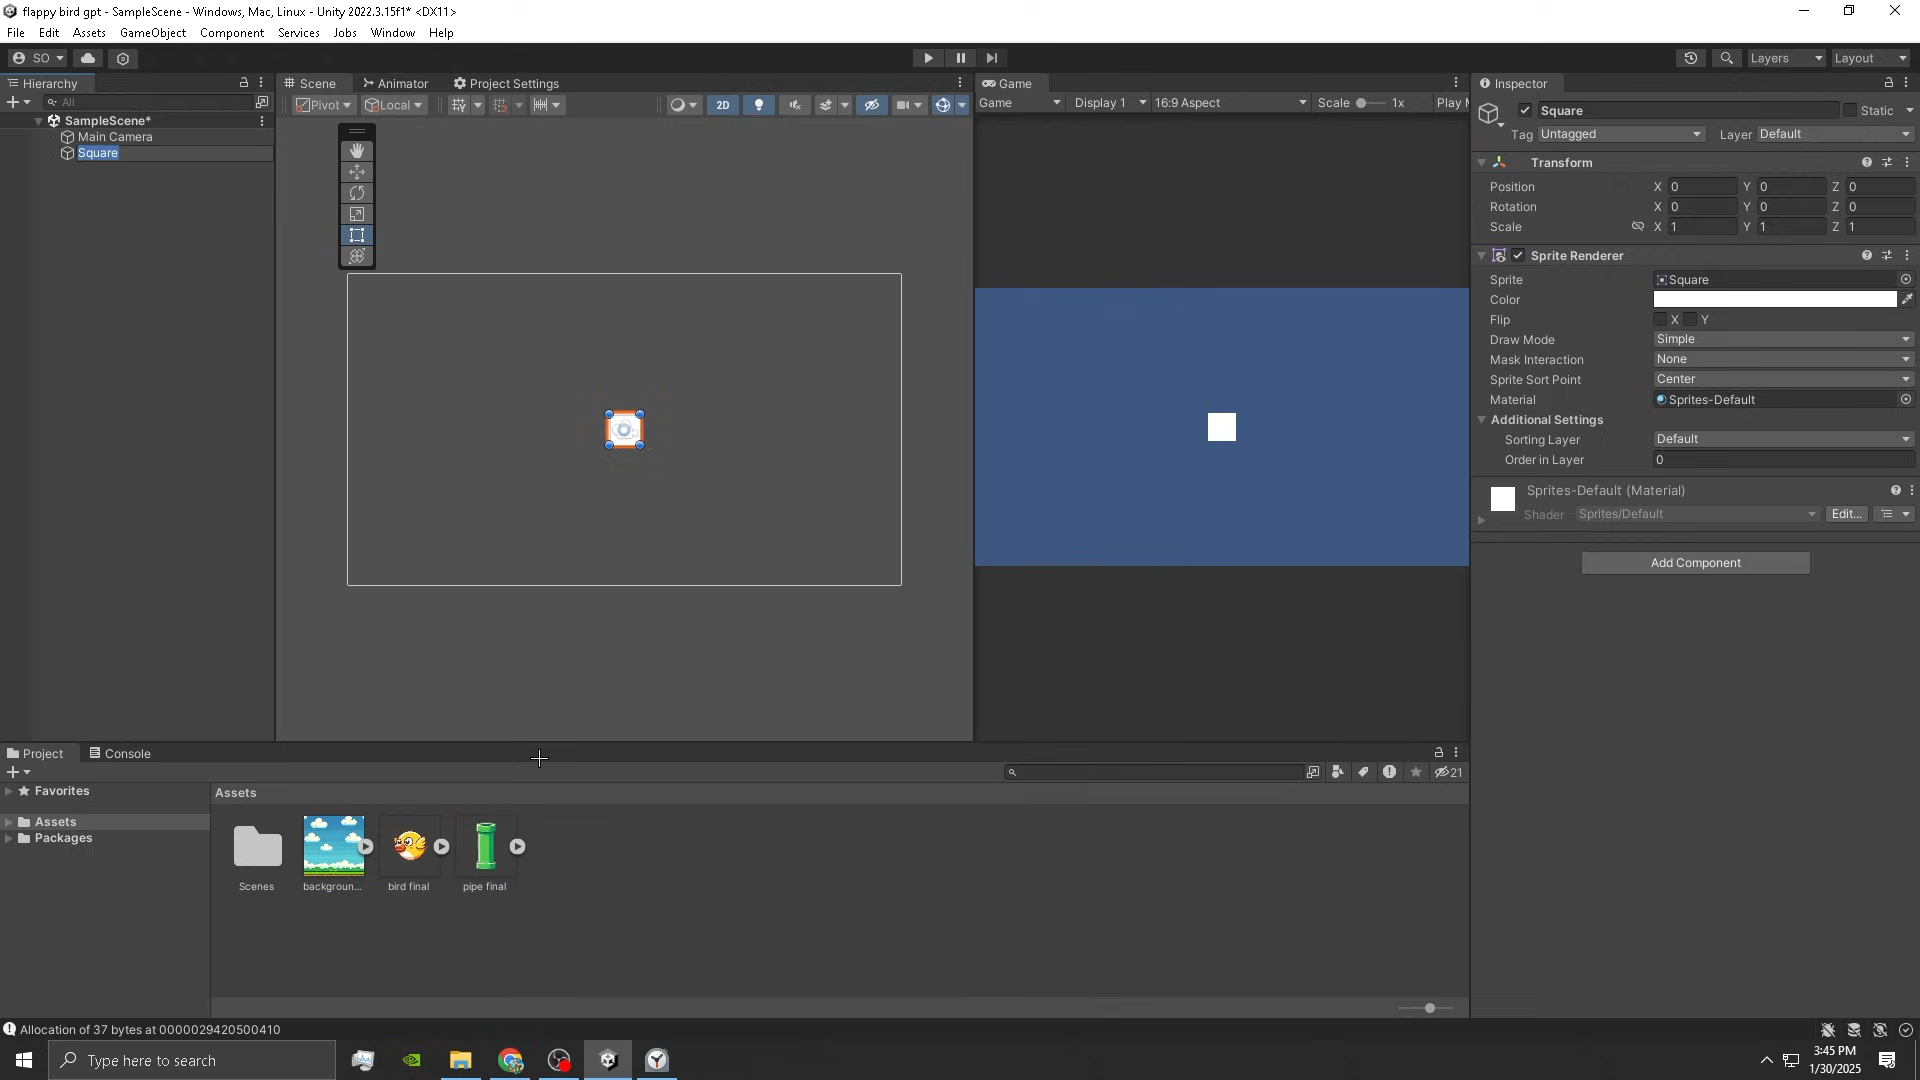 flappy bird gpt - SampleScene - Windows, Mac, Linux - Unity 2022.3.15f1* <DX11>
File Edit Assets GameObject Component Services Jobs Window Help
SO Layers Layout
Hierarchy Scene Animator Project Settings Game Inspector
All Pivot Local 2D Game Display 1 16:9 Aspect Scale 1x Play M
Square Static
SampleScene*
Tag Untagged Layer Default
Main Camera
Square
Transform
Position X 0 Y 0 Z 0
Rotation X 0 Y 0 Z 0
Scale X 1 Y 1 Z 1
Sprite Renderer
Sprite Square
Color
Flip X Y
Draw Mode Simple
Mask Interaction None
Sprite Sort Point Center
Material Sprites-Default
Additional Settings
Sorting Layer Default
Order in Layer 0
Sprites-Default (Material)
Shader Sprites/Default Edit...
Add Component
Project Console
21
Favorites
Assets
Assets
Packages
Scenes backgroun... bird final pipe final
Allocation of 37 bytes at 0000029420500410
Type here to search
3:45 PM
1/30/2025